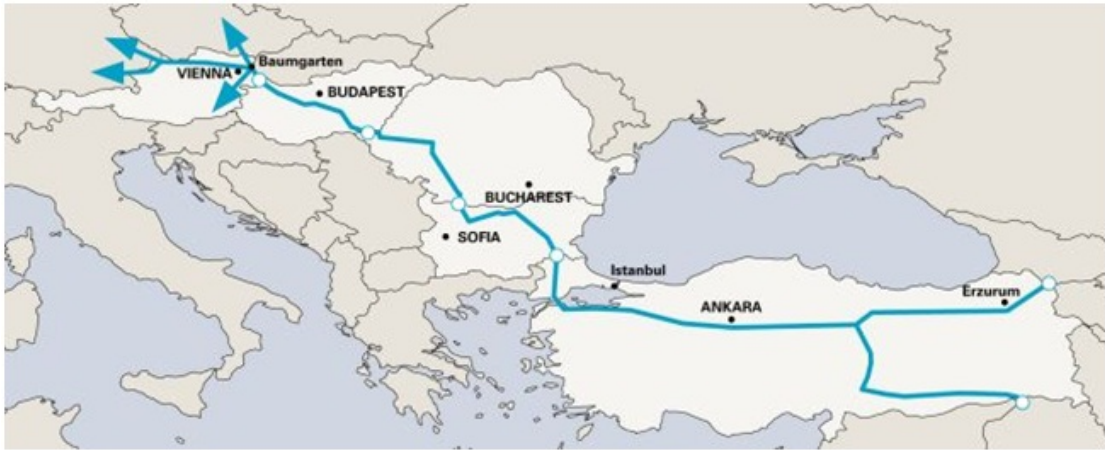 Baumgarten
VIENNA
BUDAPEST
BUCHAREST
SOFIA
Istanbul
Erzurum
ANKARA